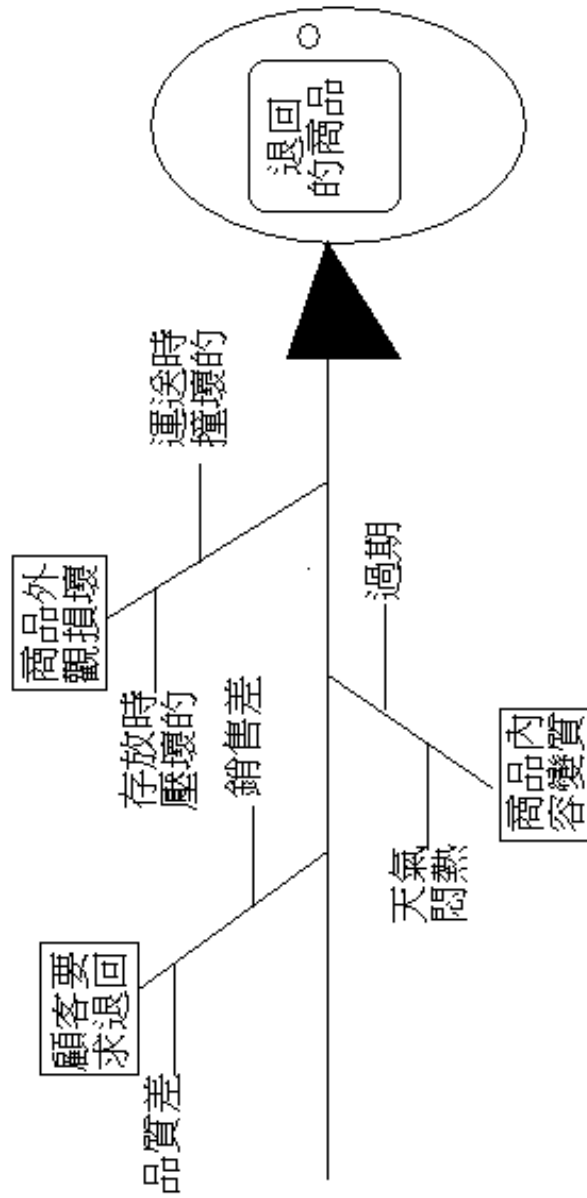 顧客要
求退回
品質差
銷售差
商品外
觀損壞
存放時
壓壞的
運送時
撞壞的
商品內
容變質
天氣熱
悶
過期
退回
的商品